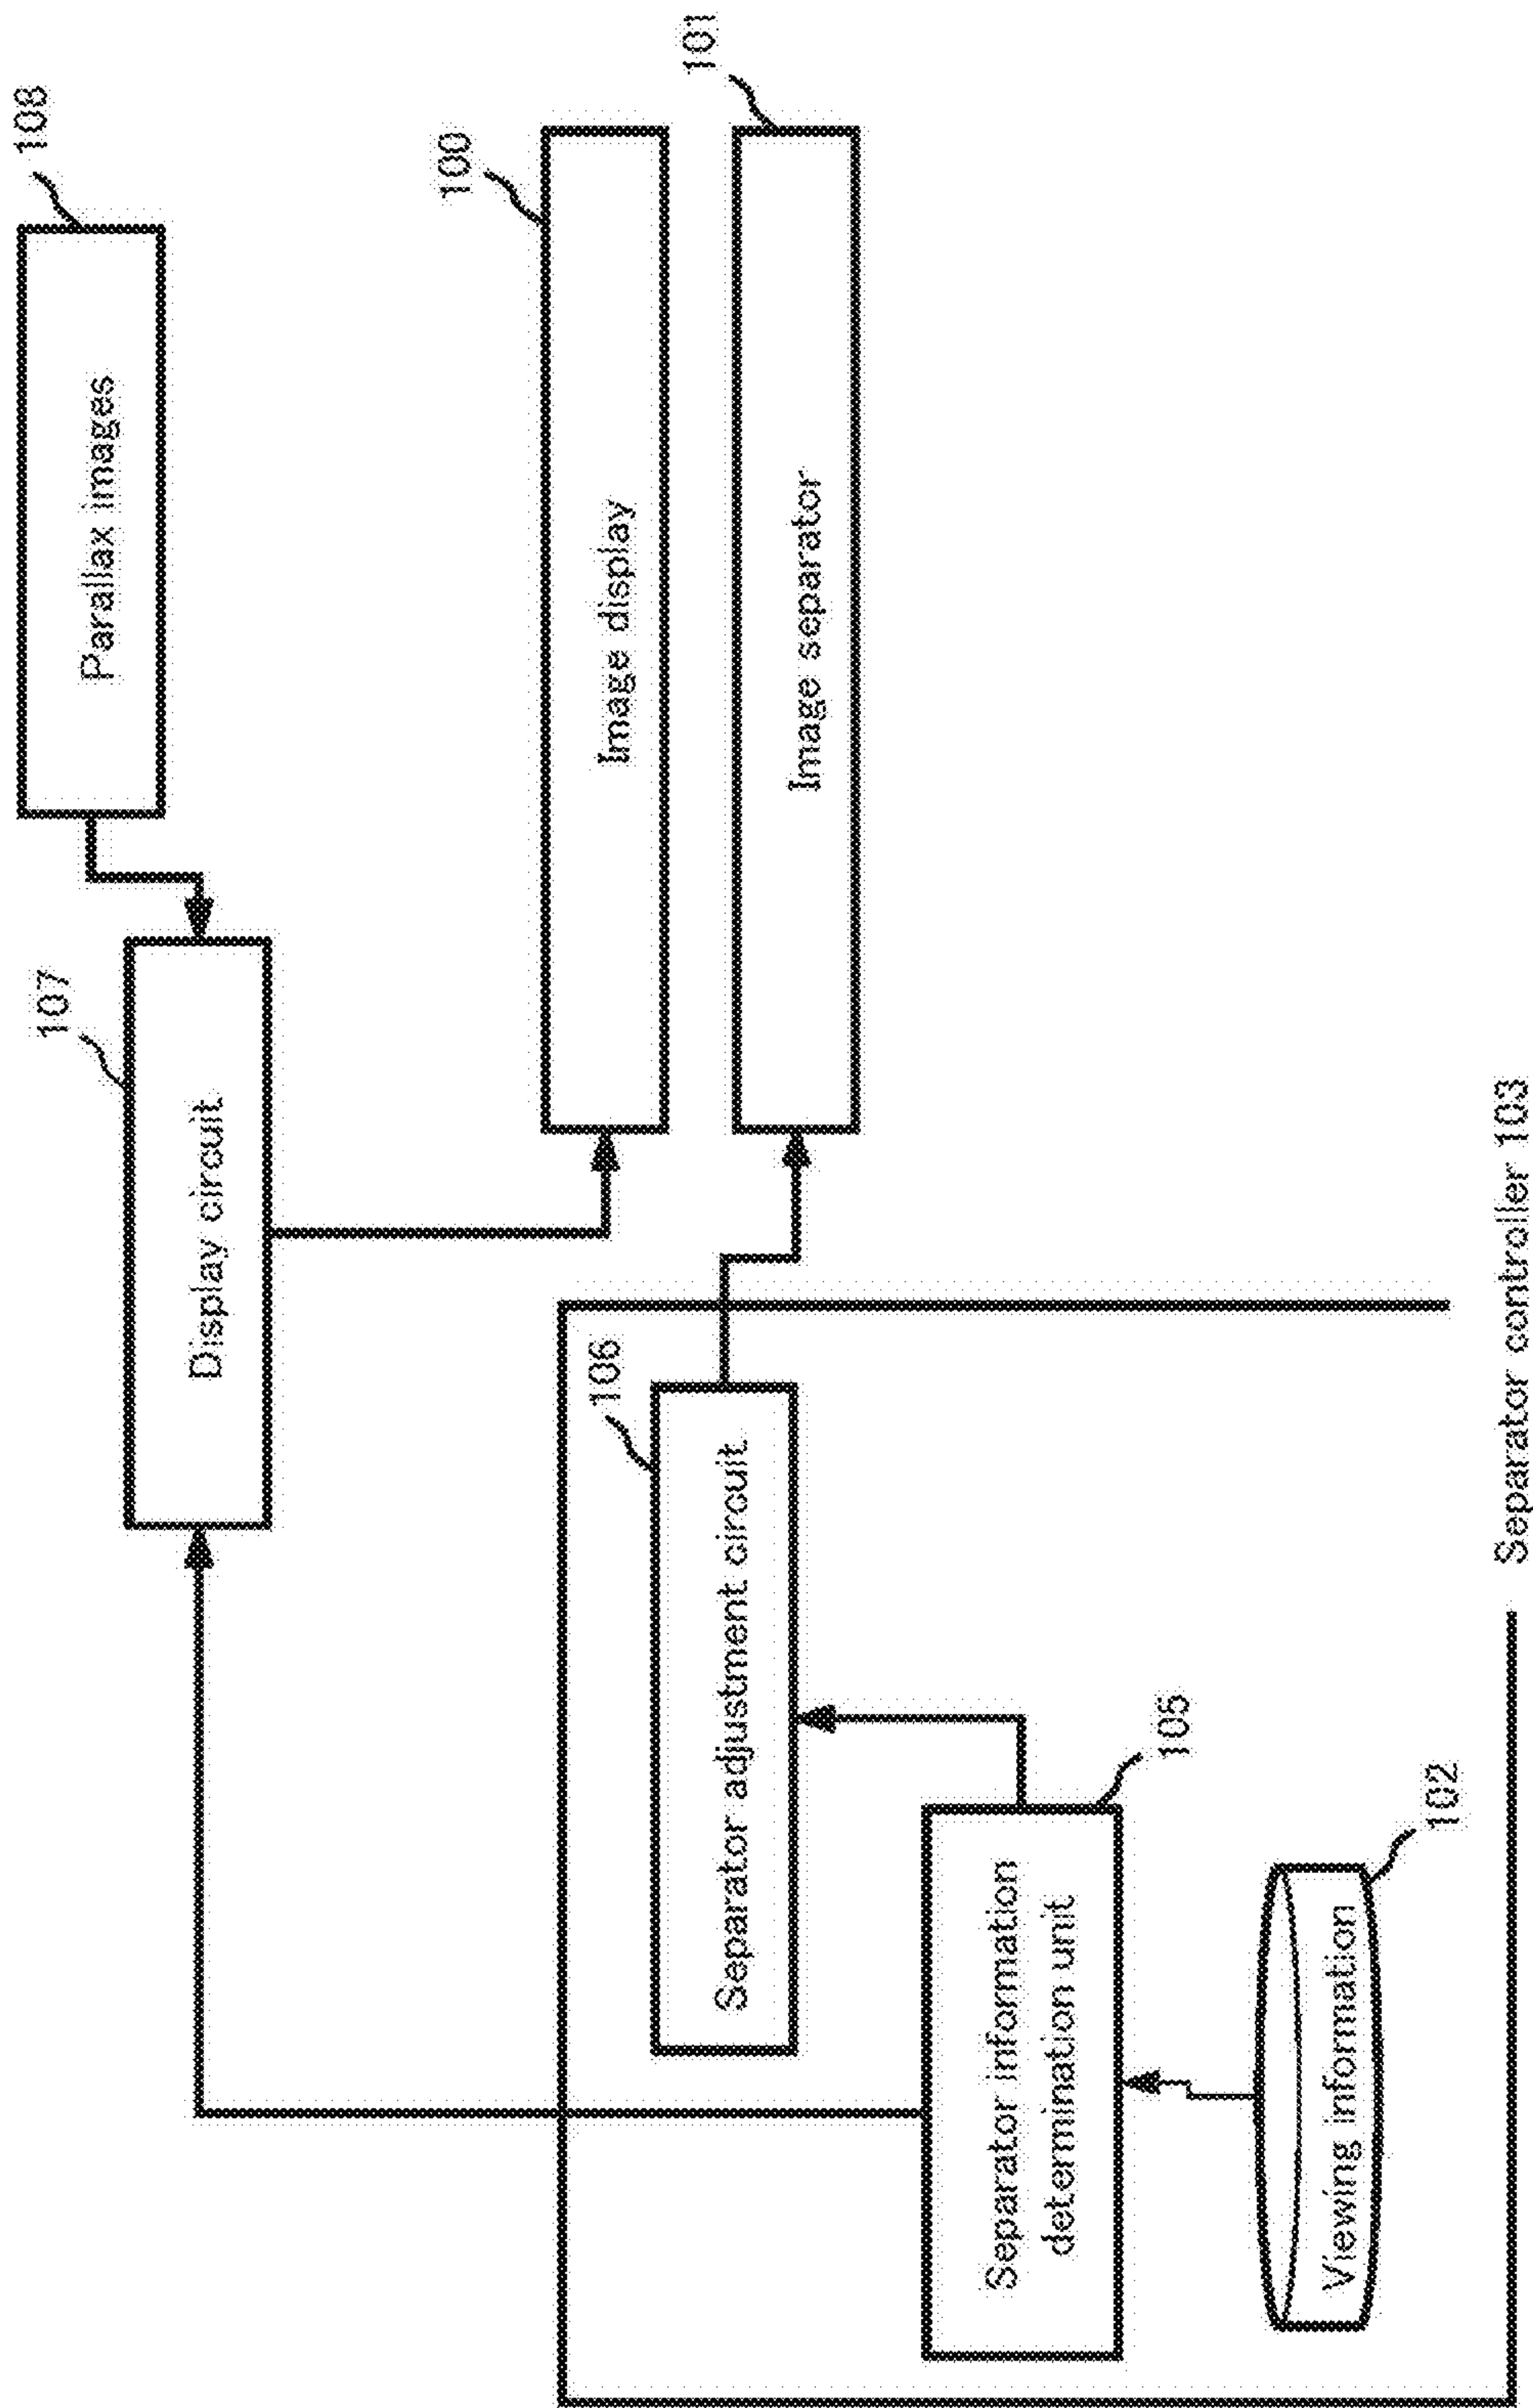 108
Parallax images
107
Display circuit
100
Image display
101
Image separator
106
Separator adjustment circuit
105
Separator information
determination unit
102
Viewing information
Separator controller 103